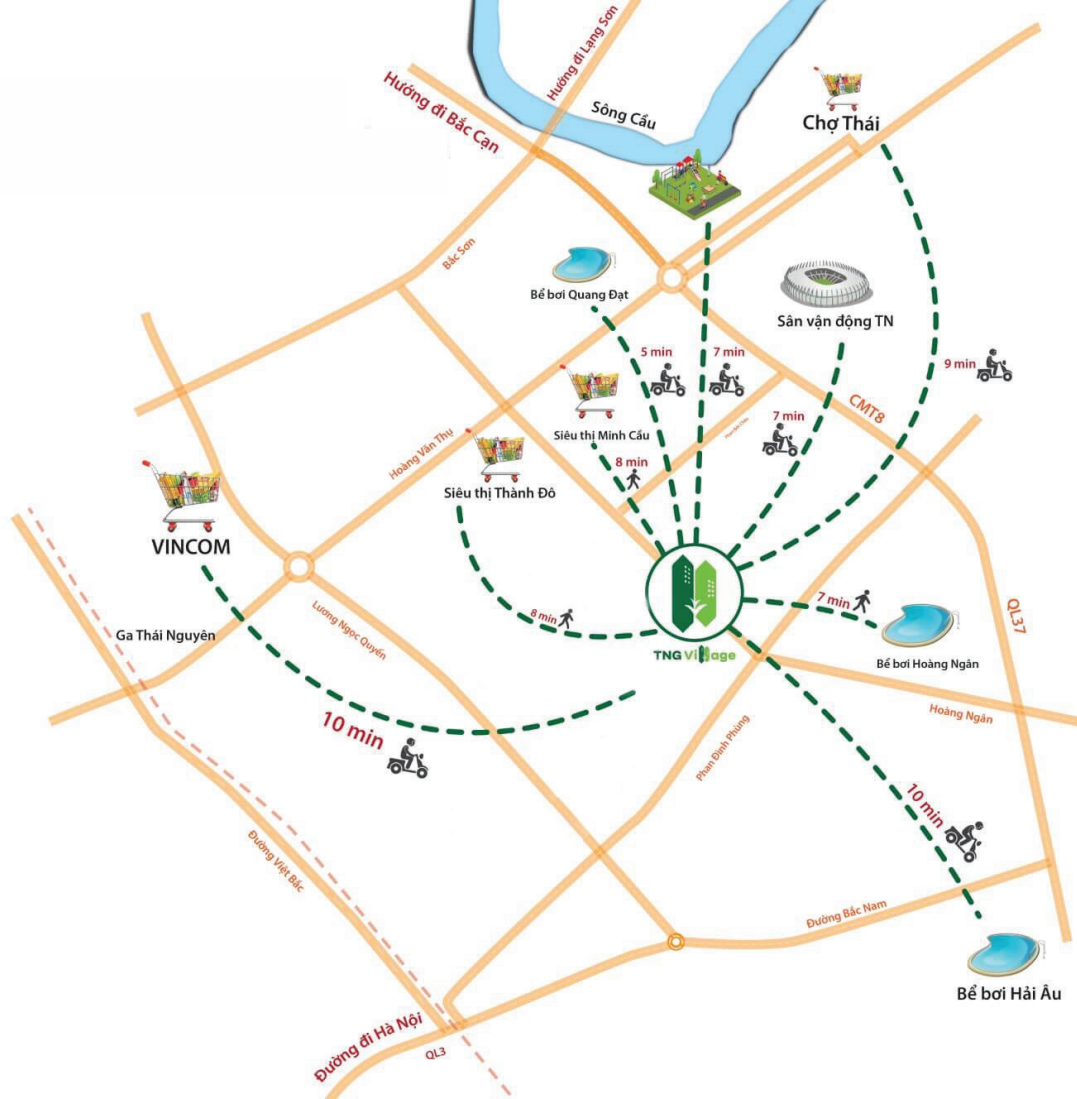 Hướng đi Lạng Sơn
Hướng đi Bắc Cạn
Sông Cầu
Chợ Thái
Bắc Sơn
Bể bơi Quang Đạt
Sân vận động TN
5 min
7 min
9 min
CMT8
7 min
Siêu thị Minh Cầu
Phan Bội Châu
Hoàng Văn Thụ
8 min
Siêu thị Thành Đô
VINCOM
7 min
8 min
Lương Ngọc Quyến
QL37
Ga Thái Nguyên
TNG Village
Bể bơi Hoàng Ngân
Hoàng Ngân
10 min
Phan Đình Phùng
10 min
Đường Việt Bắc
Đường Bắc Nam
Bể bơi Hải Âu
Đường đi Hà Nội
QL3